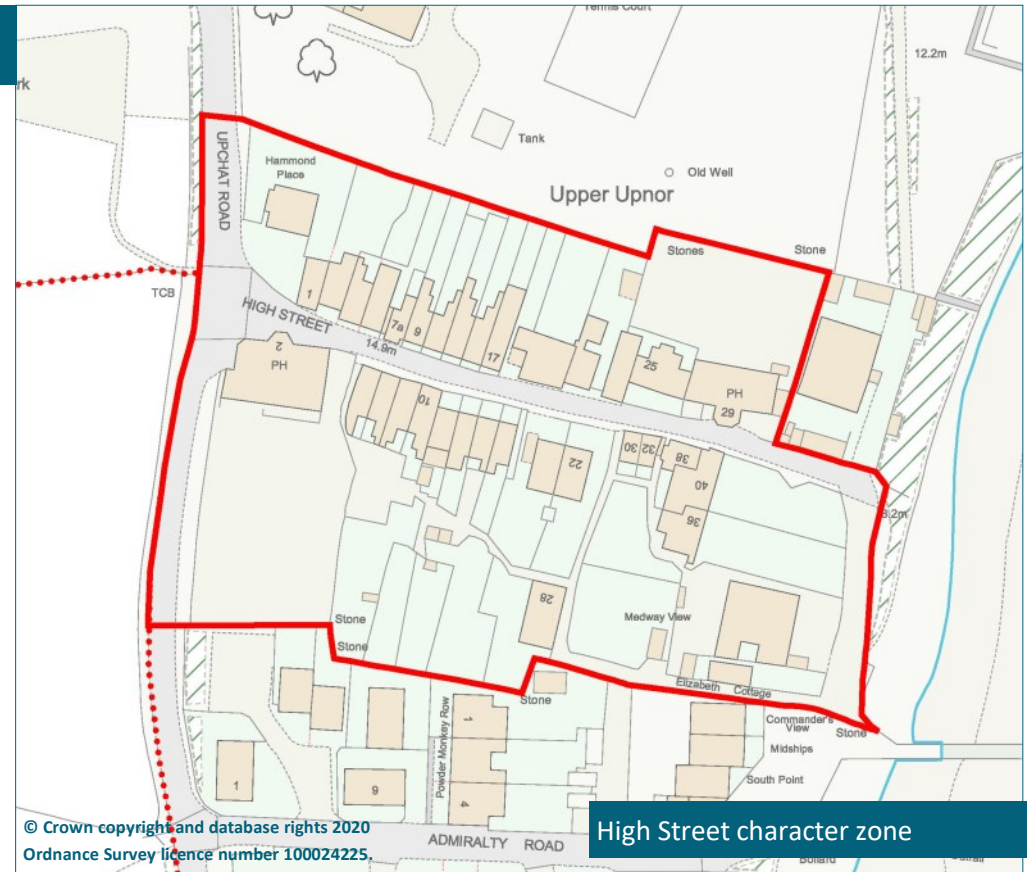 Tennis Court
12.2m
rk
Tank
UPCHAT ROAD
Hammond
Place
Old Well
Upper Upnor
Stones
Stone
TCB
HIGH STREET
1
7a
9
14.9m
17
25
PH
29
2
PH
10
22
30
32
38
40
36
8.2m
28
Medway View
Stone
Stone
Elizabeth Cottage
Stone
Commander's
View
Stone
Midships
South Point
Powder Monkey Row
1
4
1
9
ADMIRALTY ROAD
Bollard
© Crown copyright and database rights 2020
Ordnance Survey licence number 100024225.
High Street character zone